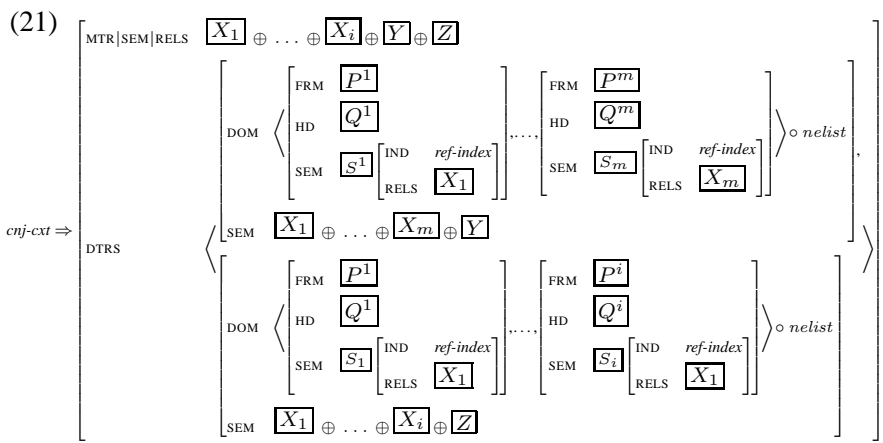 (21)
MTR|SEM|RELS X₁ ⊕ … ⊕ Xᵢ ⊕ Y ⊕ Z
FRM P¹ FRM Pᵐ
DOM ⟨ HD Q¹ ,…, HD Qᵐ ⟩ ○ nelist ,
SEM S¹ IND ref-index SEM Sₘ IND ref-index
RELS X₁ RELS Xₘ
SEM X₁ ⊕ … ⊕ Xₘ ⊕ Y
cnj-cxt ⇒ DTRS ⟨ ⟩
FRM P¹ FRM Pⁱ
DOM ⟨ HD Q¹ ,…, HD Qⁱ ⟩ ○ nelist
SEM S₁ IND ref-index SEM Sᵢ IND ref-index
RELS X₁ RELS X₁
SEM X₁ ⊕ … ⊕ Xᵢ ⊕ Z